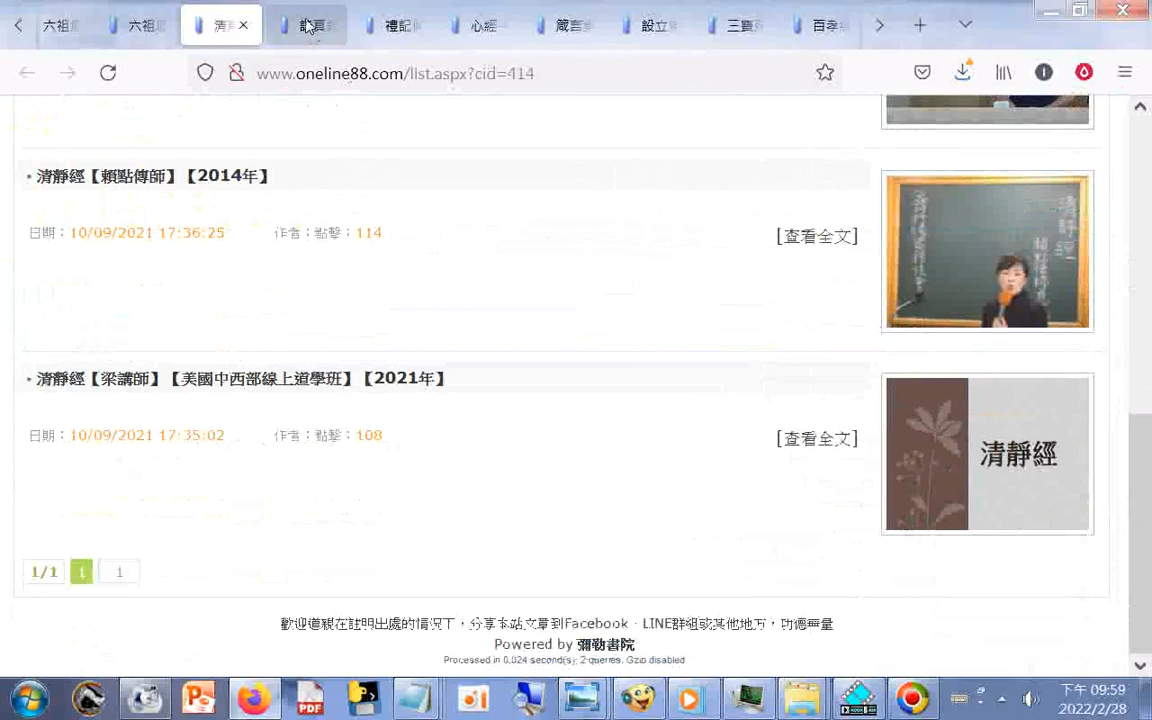 六祖
六祖
清
禮記
心經
箴言
設立
三寶
百孝
www.oneline88.com/list.aspx?cid=414
清靜經【賴點傳師】【2014年】
日期：10/09/2021 17:36:25 作者：點擊：114 [查看全文]
清靜經【梁講師】【美國中西部線上道學班】【2021年】
日期：10/09/2021 17:35:02 作者：點擊：108 [查看全文]
清靜經
1/1 1 1
歡迎道親在註明出處的情況下，分享本站文章到Facebook、LINE群組或其他地方，功德無量
Powered by 彌勒書院
Processed in 0.024 second(s), 2 queries, Gzip disabled
PDF
下午 09:59
2022/2/28